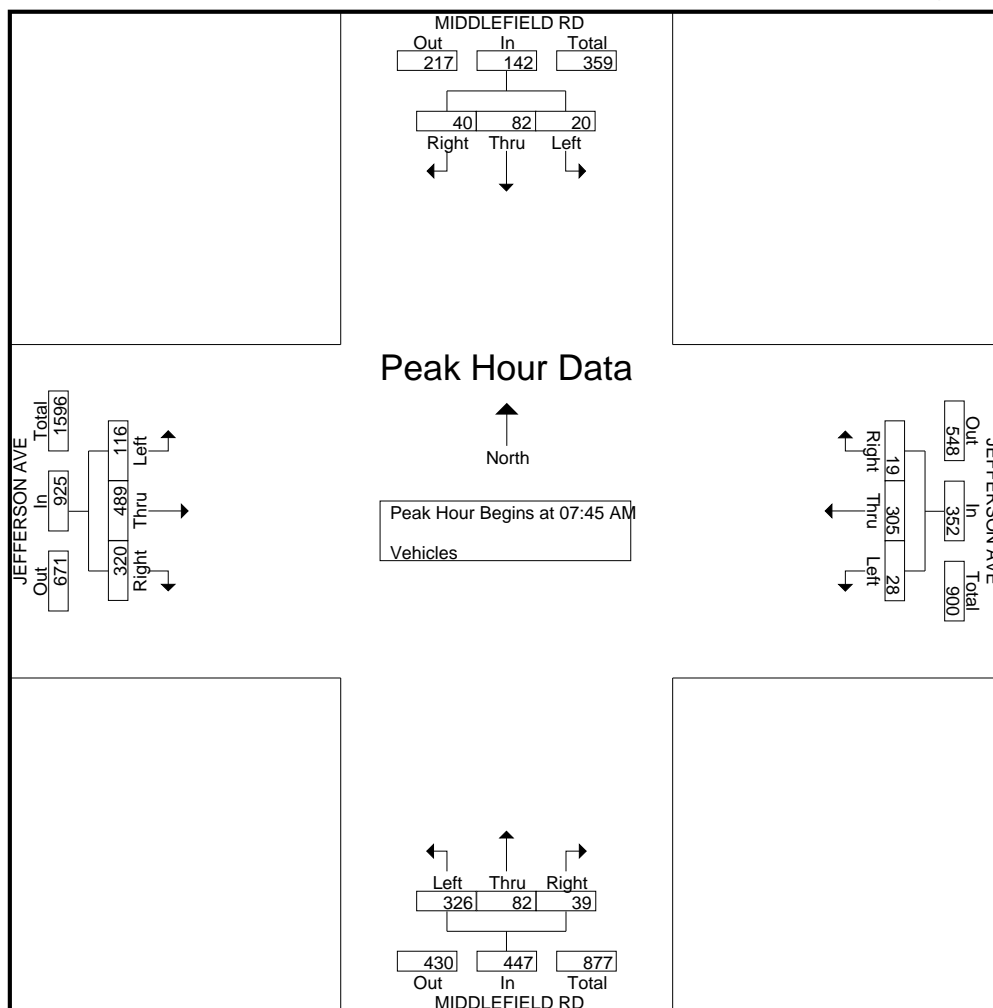 MIDDLEFIELD RD
Out In Total
217 142 359
40 82 20
Right Thru Left
Peak Hour Data
North
Peak Hour Begins at 07:45 AM
Vehicles
JEFFERSON AVE
Out In Total
671 925 1596
116 489 320
Left Thru Right
JEFFERSON AVE
Out In Total
548 352 900
19 305 28
Right Thru Left
Left Thru Right
326 82 39
430 447 877
Out In Total
MIDDLEFIELD RD